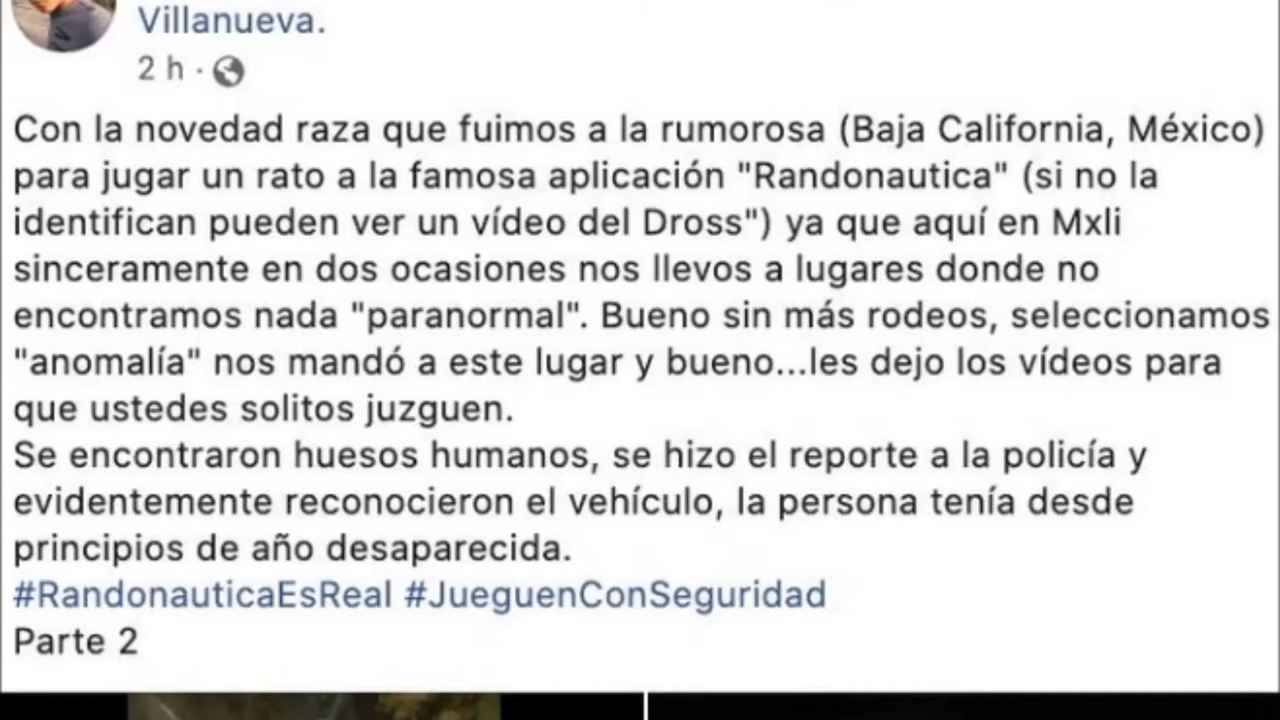 Villanueva.
2 h ·
Con la novedad raza que fuimos a la rumorosa (Baja California, México)
para jugar un rato a la famosa aplicación "Randonautica" (si no la
identifican pueden ver un vídeo del Dross") ya que aquí en Mxli
sinceramente en dos ocasiones nos llevos a lugares donde no
encontramos nada "paranormal". Bueno sin más rodeos, seleccionamos
"anomalía" nos mandó a este lugar y bueno...les dejo los vídeos para
que ustedes solitos juzguen.
Se encontraron huesos humanos, se hizo el reporte a la policía y
evidentemente reconocieron el vehículo, la persona tenía desde
principios de año desaparecida.
#RandonauticaEsReal #JueguenConSeguridad
Parte 2